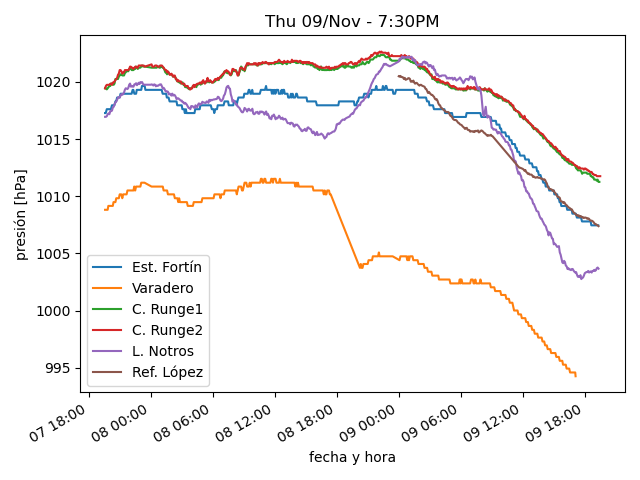 Thu 09/Nov - 7:30PM
presión [hPa]
1020
1015
1010
1005
1000
995
Est. Fortín
Varadero
C. Runge1
C. Runge2
L. Notros
Ref. López
07 18:00
08 00:00
08 06:00
08 12:00
08 18:00
09 00:00
09 06:00
09 12:00
09 18:00
fecha y hora